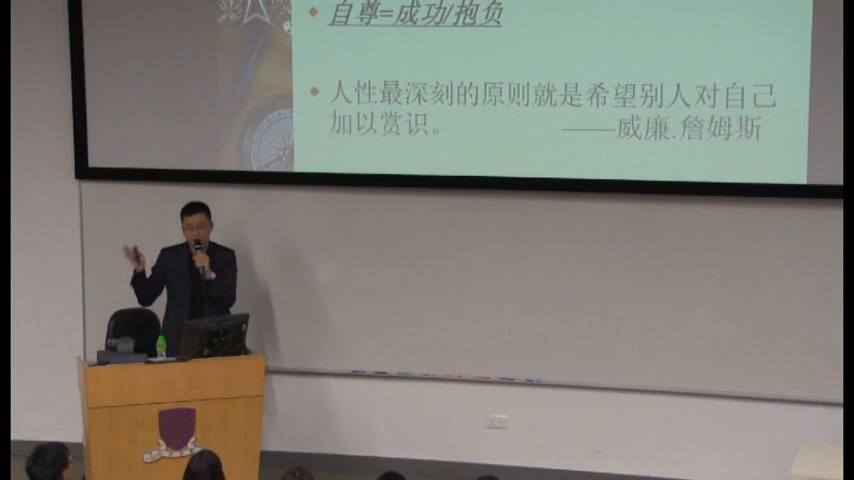 自尊=成功/抱负
人性最深刻的原则就是希望别人对自己
加以赏识。 ——威廉.詹姆斯